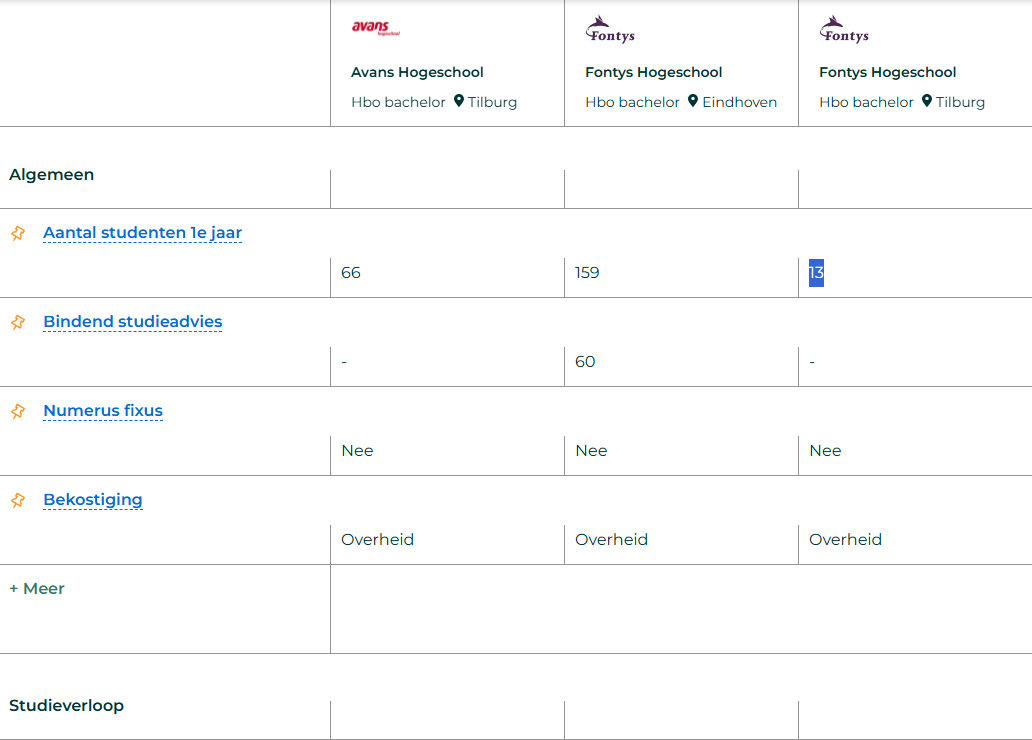 avans
hogeschool
Fontys
Fontys
Avans Hogeschool
Fontys Hogeschool
Fontys Hogeschool
Hbo bachelor Tilburg
Hbo bachelor Eindhoven
Hbo bachelor Tilburg
Algemeen
Aantal studenten 1e jaar
66
159
13
Bindend studieadvies
-
60
-
Numerus fixus
Nee
Nee
Nee
Bekostiging
Overheid
Overheid
Overheid
+ Meer
Studieverloop